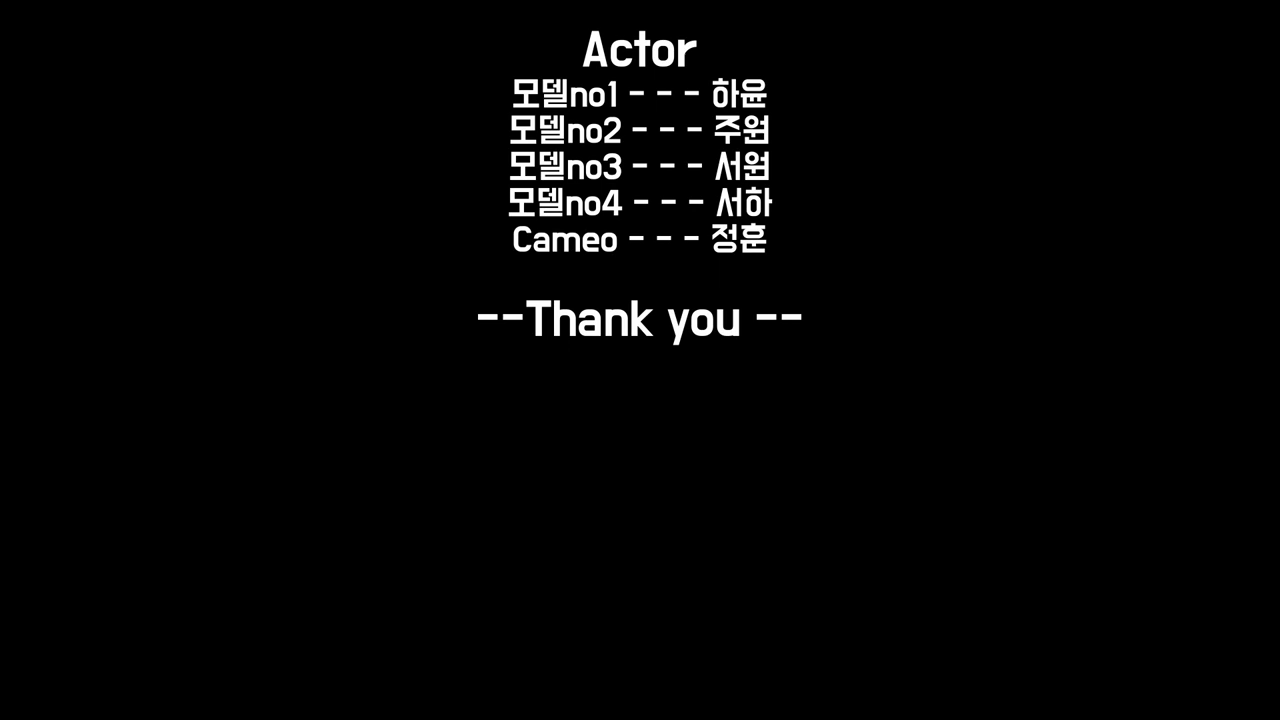 Actor
모델no1 - - - 하윤
모델no2 - - - 주원
모델no3 - - - 서원
모델no4 - - - 서하
Cameo - - - 정훈
--Thank you --